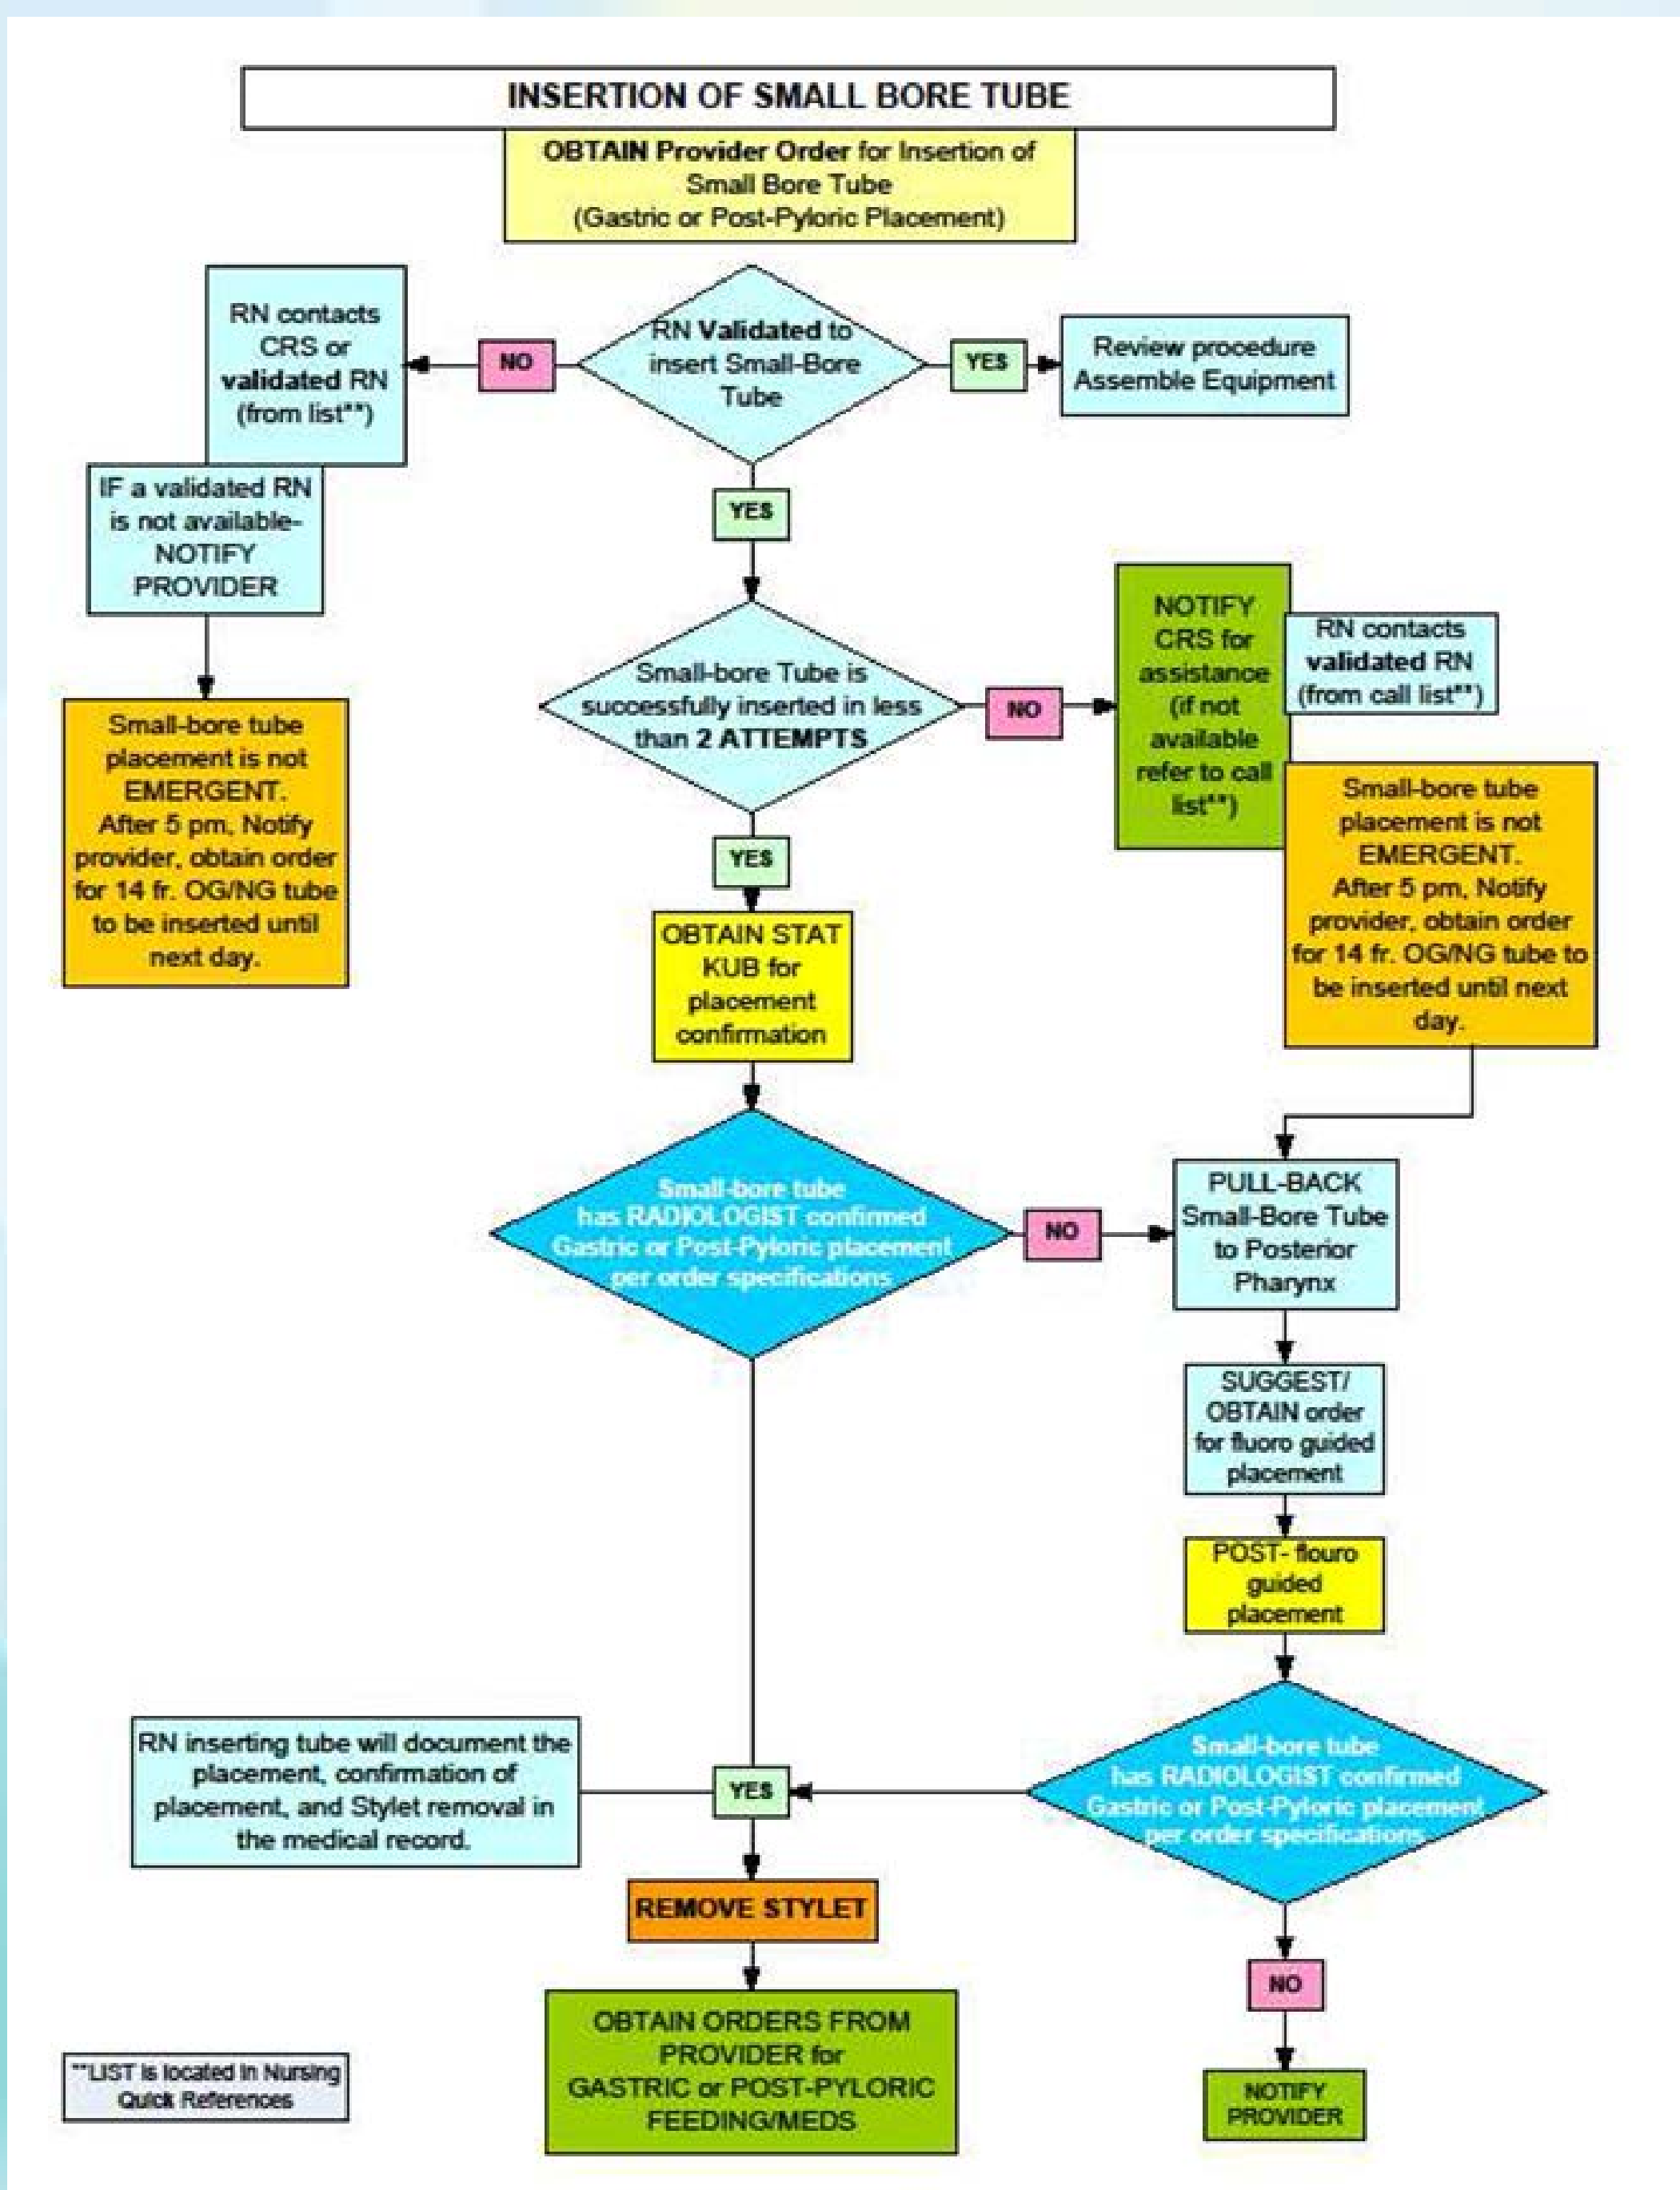 INSERTION OF SMALL BORE TUBE
OBTAIN Provider Order for Insertion of
Small Bore Tube
(Gastric or Post-Pyloric Placement)
RN contacts
CRS or
validated RN
(from list**)
NO
RN Validated to
insert Small-Bore
Tube
YES
Review procedure
Assemble Equipment
IF a validated RN
is not available-
NOTIFY
PROVIDER
YES
Small-bore tube
placement is not
EMERGENT.
After 5 pm, Notify
provider, obtain order
for 14 fr. OG/NG tube
to be inserted until
next day.
Small-bore Tube is
successfully inserted in less
than 2 ATTEMPTS
NO
NOTIFY
CRS for
assistance
(if not
available
refer to call
list**)
RN contacts
validated RN
(from call list**)
Small-bore tube
placement is not
EMERGENT.
After 5 pm, Notify
provider, obtain order
for 14 fr. OG/NG tube to
be inserted until next
day.
YES
OBTAIN STAT
KUB for
placement
confirmation
Small-bore tube
has RADIOLOGIST confirmed
Gastric or Post-Pyloric placement
per order specifications
NO
PULL-BACK
Small-Bore Tube
to Posterior
Pharynx
SUGGEST/
OBTAIN order
for fluoro guided
placement
POST- flouro
guided
placement
Small-bore tube
has RADIOLOGIST confirmed
Gastric or Post-Pyloric placement
per order specifications
RN inserting tube will document the
placement, confirmation of
placement, and Stylet removal in
the medical record.
YES
REMOVE STYLET
OBTAIN ORDERS FROM
PROVIDER for
GASTRIC or POST-PYLORIC
FEEDING/MEDS
NO
NOTIFY
PROVIDER
**LIST is located in Nursing
Quick References